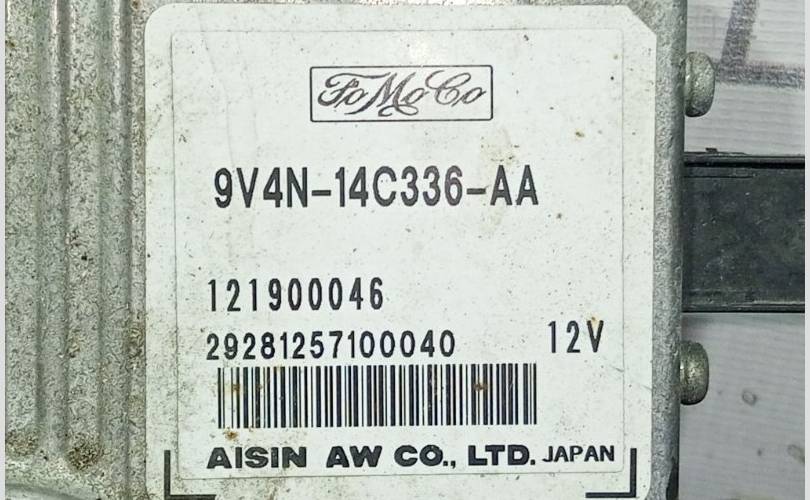 FoMoCo
9V4N-14C336-AA
121900046
29281257100040 12V
AISIN AW CO., LTD. JAPAN